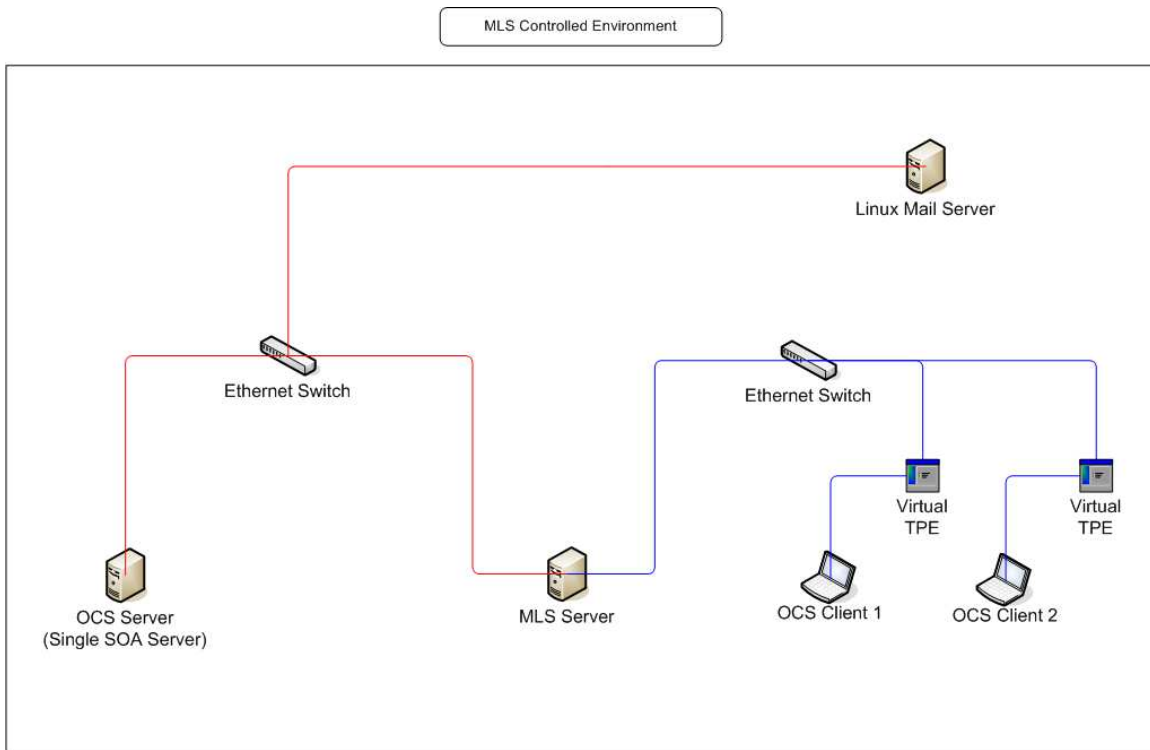 MLS Controlled Environment
Linux Mail Server
Ethernet Switch
Ethernet Switch
Virtual
TPE
Virtual
TPE
OCS Server
(Single SOA Server)
MLS Server
OCS Client 1
OCS Client 2